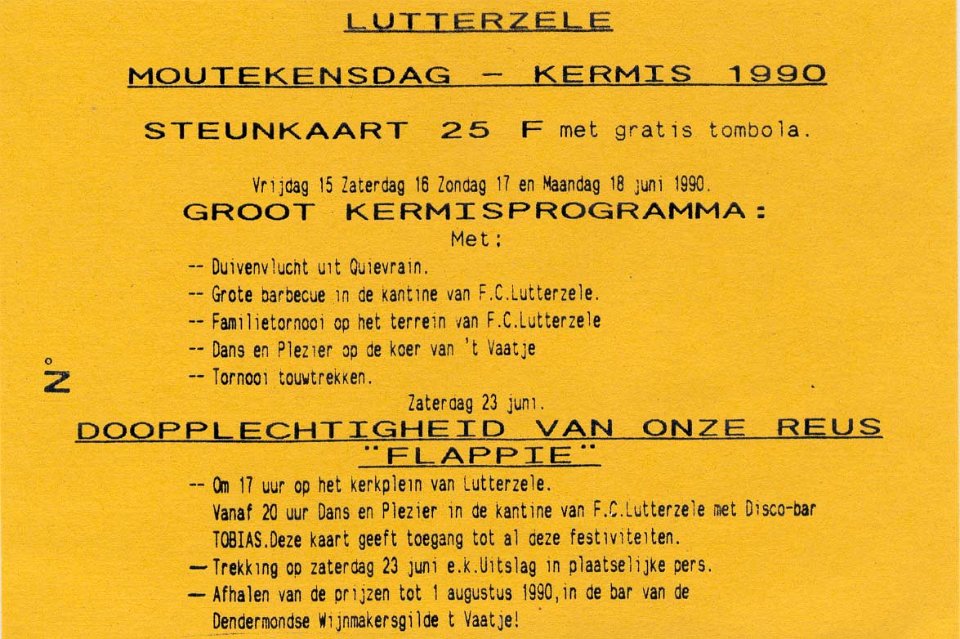 LUTTERZELE
MOUTEKENSDAG - KERMIS 1990
STEUNKAART 25 F met gratis tombola.
Vrijdag 15 Zaterdag 16 Zondag 17 en Maandag 18 juni 1990.
GROOT KERMISPROGRAMMA:
Met:
-- Duivenvlucht uit Quievrain.
-- Grote barbecue in de kantine van F.C.Lutterzele.
-- Familietornooi op het terrein van F.C.Lutterzele
-- Dans en Plezier op de koer van 't Vaatje
-- Tornooi touwtrekken.
N°
Zaterdag 23 juni.
DOOPPLECHTIGHEID VAN ONZE REUS
"FLAPPIE"
-- Om 17 uur op het kerkplein van Lutterzele.
Vanaf 20 uur Dans en Plezier in de kantine van F.C.Lutterzele met Disco-bar
TOBIAS.Deze kaart geeft toegang tot al deze festiviteiten.
- Trekking op zaterdag 23 juni e.k.Uitslag in plaatselijke pers.
- Afhalen van de prijzen tot 1 augustus 1990,in de bar van de
Dendermondse Wijnmakersgilde t Vaatje!